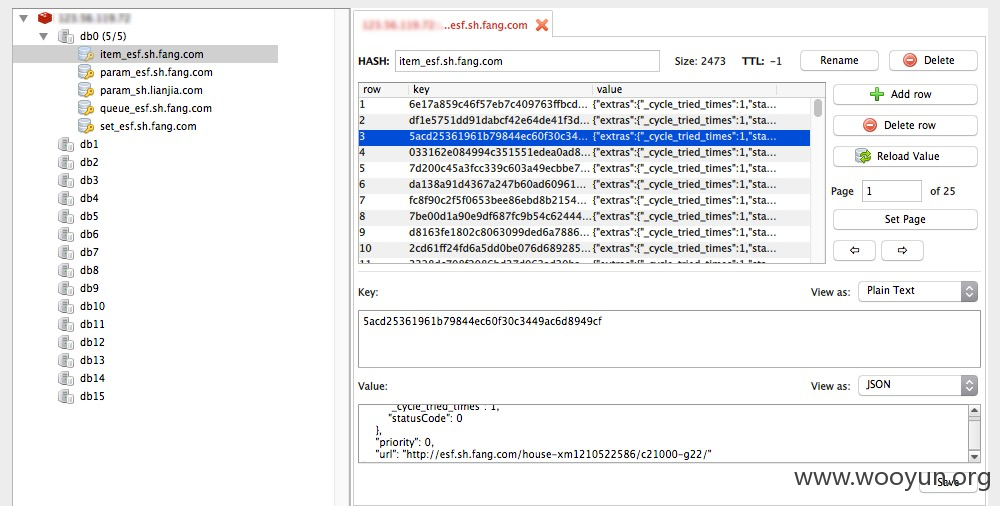 db0 (5/5)
item_esf.sh.fang.com
param_esf.sh.fang.com
param_sh.lianjia.com
queue_esf.sh.fang.com
set_esf.sh.fang.com
db1
db2
db3
db4
db5
db6
db7
db8
db9
db10
db11
db12
db13
db14
db15
..esf.sh.fang.com
HASH: item_esf.sh.fang.com Size: 2473 TTL: -1 Rename Delete
row key value
1 6e17a859c46f57eb7c409763ffbcd... {"extras":{"_cycle_tried_times":1,"sta...
2 df1e5751dd91dabcf42e64de41f3d... {"extras":{"_cycle_tried_times":1,"sta...
3 5acd25361961b79844ec60f30c34... {"extras":{"_cycle_tried_times":1,"sta...
4 033162e084994c351551edea0ad8... {"extras":{"_cycle_tried_times":1,"sta...
5 7d200c45a3fcc339c603a49ecbbe7... {"extras":{"_cycle_tried_times":1,"sta...
6 da138a91d4367a247b60ad60961... {"extras":{"_cycle_tried_times":1,"sta...
7 fc8f90c2f5f0653bee86ebd8b2154... {"extras":{"_cycle_tried_times":1,"sta...
8 7be00d1a90e9df687fc9b54c62444... {"extras":{"_cycle_tried_times":1,"sta...
9 d8163fe1802c8063099ded6a7886... {"extras":{"_cycle_tried_times":1,"sta...
10 2cd61ff24fd6a5dd0be076d689285... {"extras":{"_cycle_tried_times":1,"sta...
Add row
Delete row
Reload Value
Page 1 of 25
Set Page
Key: View as: Plain Text
5acd25361961b79844ec60f30c3449ac6d8949cf
Value: View as: JSON
"_cycle_tried_times": 1,
"statusCode": 0
},
"priority": 0,
"url": "http://esf.sh.fang.com/house-xm1210522586/c21000-g22/"
Save
www.wooyun.org